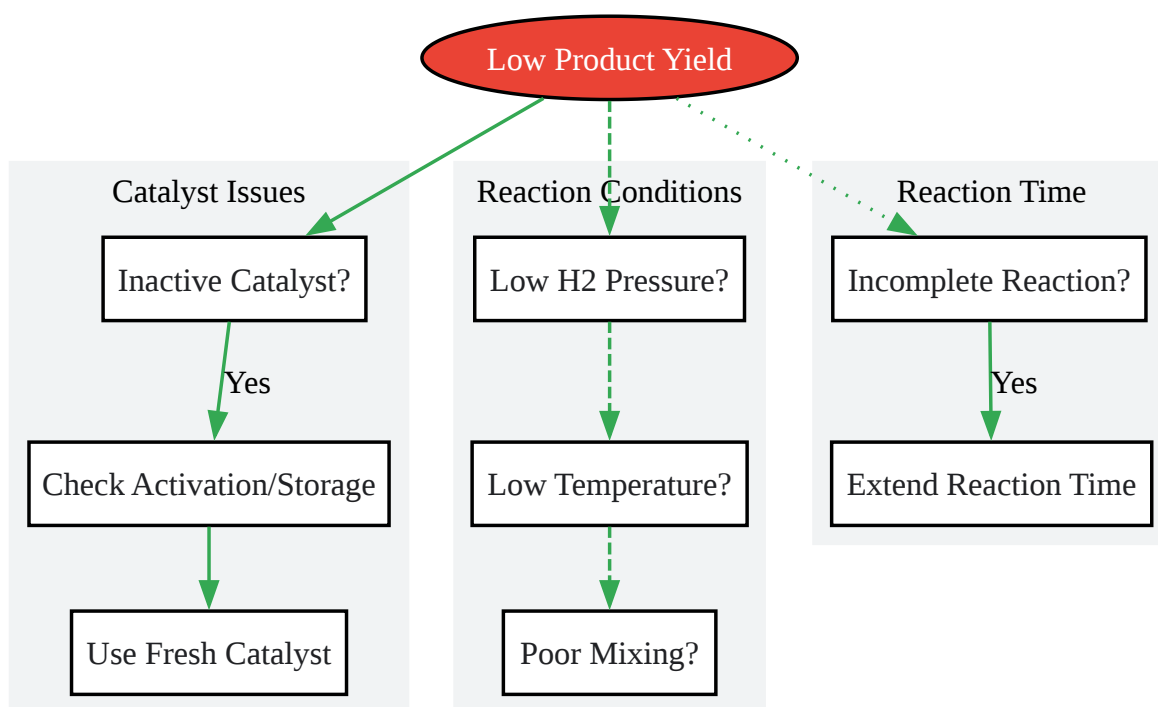 Low Product Yield
Catalyst Issues
Inactive Catalyst?
Yes
Check Activation/Storage
Use Fresh Catalyst
Reaction Conditions
Low H2 Pressure?
Low Temperature?
Poor Mixing?
Reaction Time
Incomplete Reaction?
Yes
Extend Reaction Time